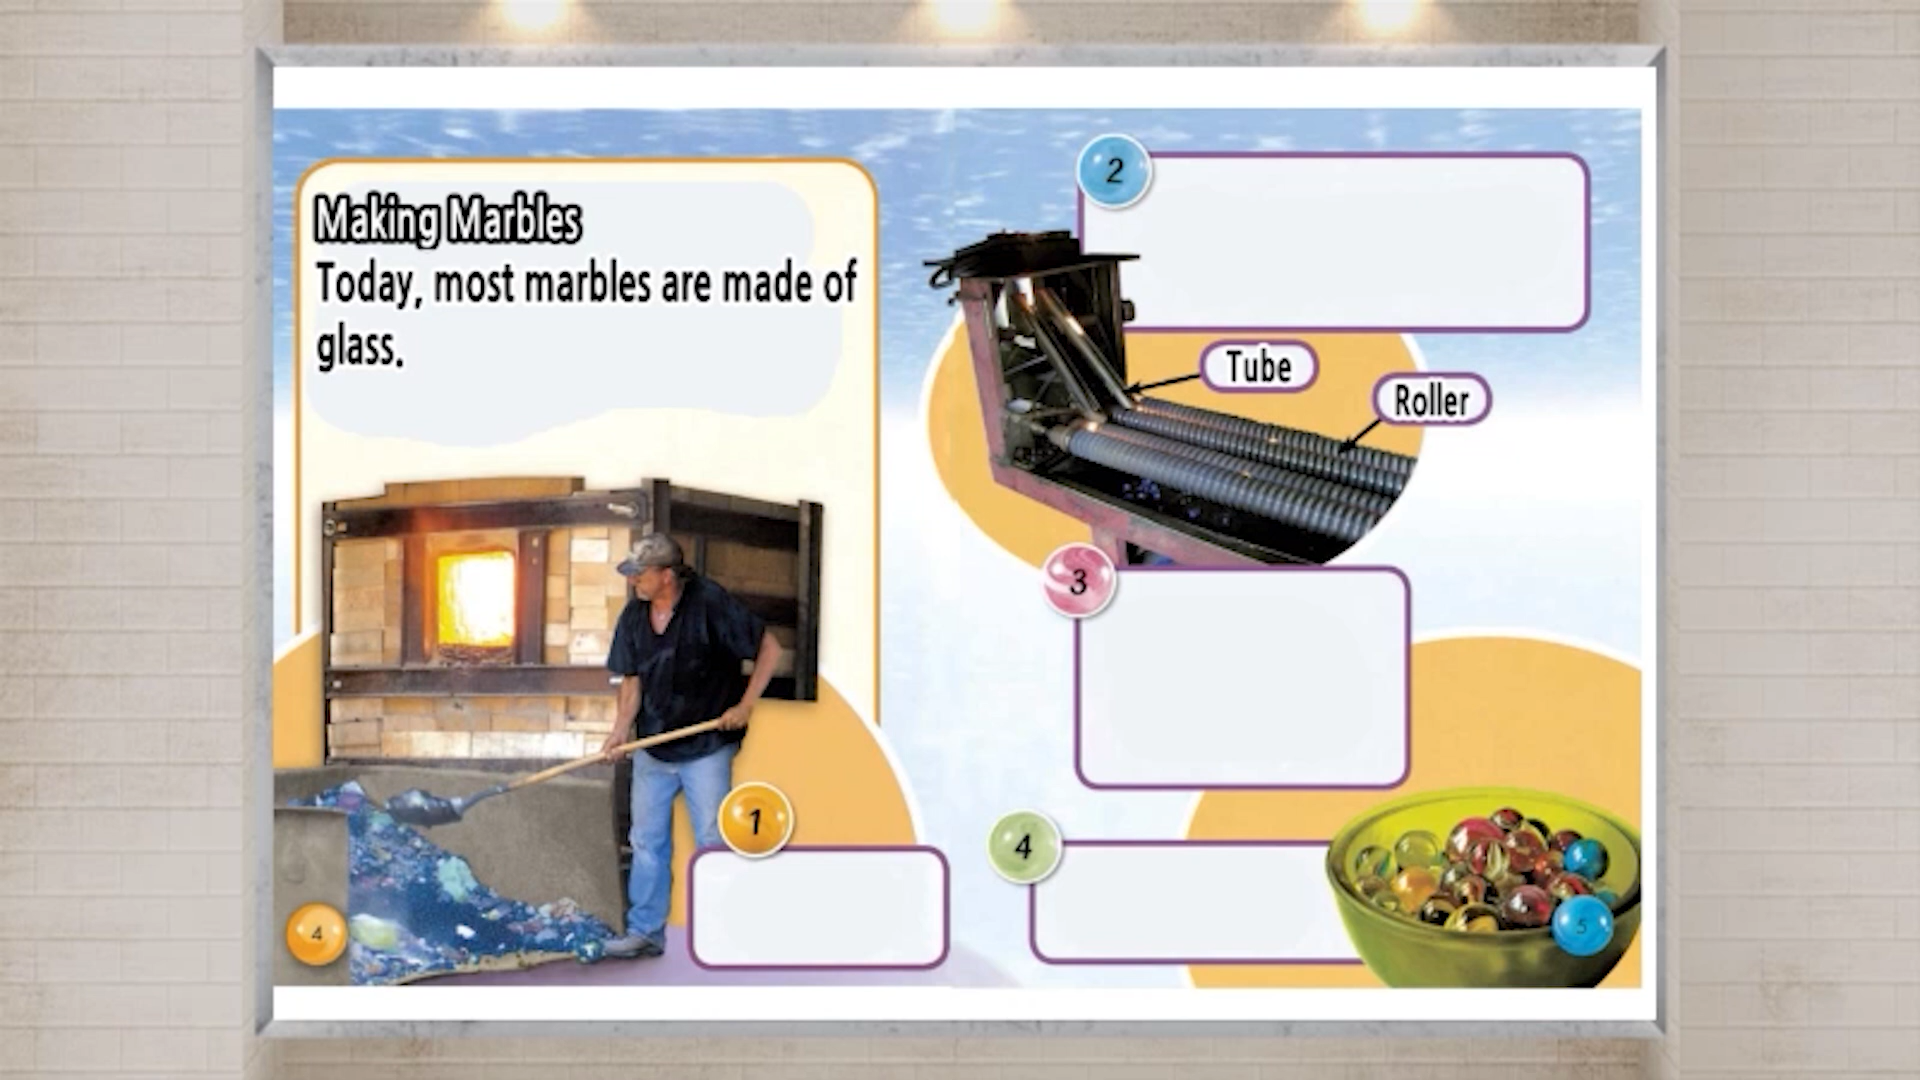 Making Marbles
Today, most marbles are made of
glass.
1
4
2
Tube
Roller
3
4
5